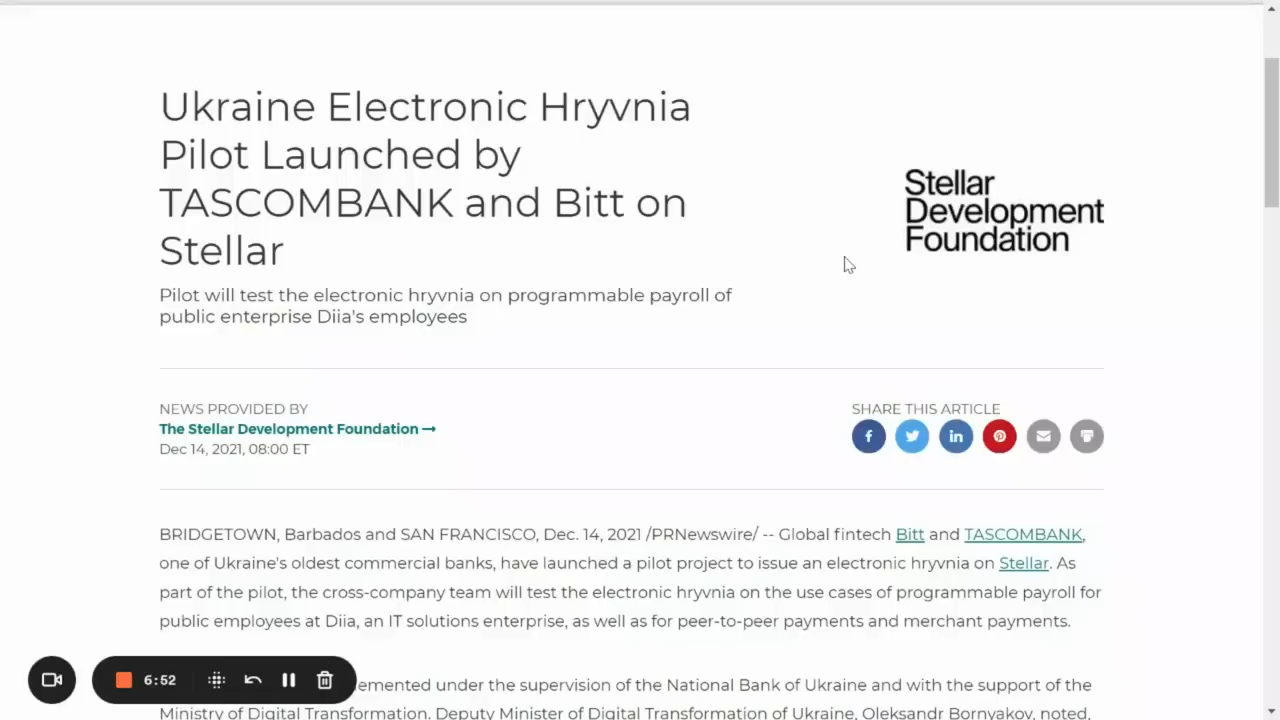 Ukraine Electronic Hryvnia
Pilot Launched by
TASCOMBANK and Bitt on
Stellar
Stellar
Development
Foundation
Pilot will test the electronic hryvnia on programmable payroll of
public enterprise Diia's employees
NEWS PROVIDED BY
The Stellar Development Foundation
Dec 14, 2021, 08:00 ET
SHARE THIS ARTICLE
BRIDGETOWN, Barbados and SAN FRANCISCO, Dec. 14, 2021 /PRNewswire/ -- Global fintech Bitt and TASCOMBANK,
one of Ukraine's oldest commercial banks, have launched a pilot project to issue an electronic hryvnia on Stellar. As
part of the pilot, the cross-company team will test the electronic hryvnia on the use cases of programmable payroll for
public employees at Diia, an IT solutions enterprise, as well as for peer-to-peer payments and merchant payments.
under the supervision of the National Bank of Ukraine and with the support of the
Ministry of Digital Transformation. Deputy Minister of Digital Transformation of Ukraine, Oleksandr Bornyakov, noted,
6:52